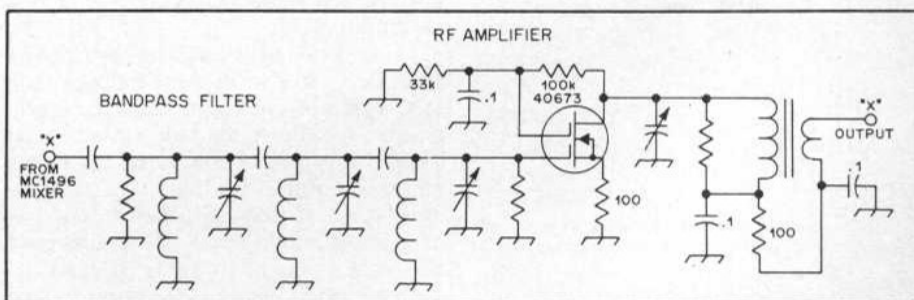 RF AMPLIFIER
33k
100k
40673
.1
BANDPASS FILTER
"X"
FROM
MC1496
MIXER
100
.1
100
"X"
OUTPUT
.1